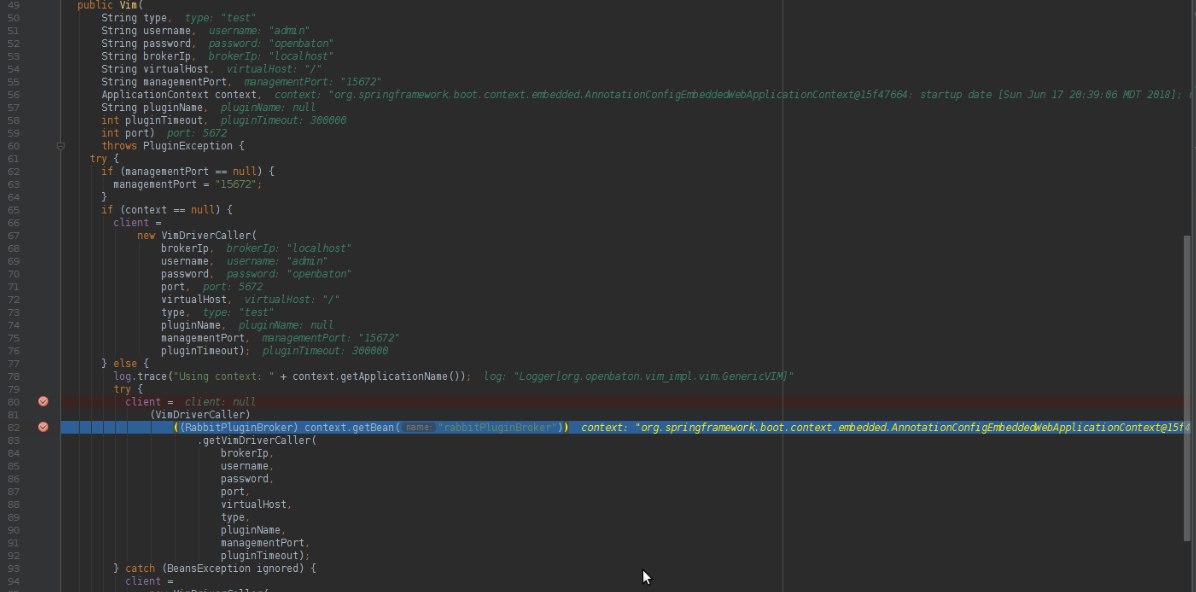 49 public Vim(
50 String type, type: "test"
51 String username, username: "admin"
52 String password, password: "openbaton"
53 String brokerIp, brokerIp: "localhost"
54 String virtualHost, virtualHost: "/"
55 String managementPort, managementPort: "15672"
56 ApplicationContext context, context: "org.springframework.boot.context.embedded.AnnotationConfigEmbeddedWebApplicationContext@15f47664: startup date [Sun Jun 17 20:39:06 MDT 2018];
57 String pluginName, pluginName: null
58 int pluginTimeout, pluginTimeout: 300000
59 int port) port: 5672
60 throws PluginException {
61 try {
62 if (managementPort == null) {
63 managementPort = "15672";
64 }
65 if (context == null) {
66 client =
67 new VimDriverCaller(
68 brokerIp, brokerIp: "localhost"
69 username, username: "admin"
70 password, password: "openbaton"
71 port, port: 5672
72 virtualHost, virtualHost: "/"
73 type, type: "test"
74 pluginName, pluginName: null
75 managementPort, managementPort: "15672"
76 pluginTimeout); pluginTimeout: 300000
77 } else {
78 log.trace("Using context: " + context.getApplicationName()); log: "Logger[org.openbaton.vim_impl.vim.GenericVIM]"
79 try {
80 client = client: null
81 (VimDriverCaller)
82 ((RabbitPluginBroker) context.getBean( name: "rabbitPluginBroker")) context: "org.springframework.boot.context.embedded.AnnotationConfigEmbeddedWebApplicationContext@15f4
83 .getVimDriverCaller(
84 brokerIp,
85 username,
86 password,
87 port,
88 virtualHost,
89 type,
90 pluginName,
91 managementPort,
92 pluginTimeout);
93 } catch (BeansException ignored) {
94 client =
new VimDriverCaller(